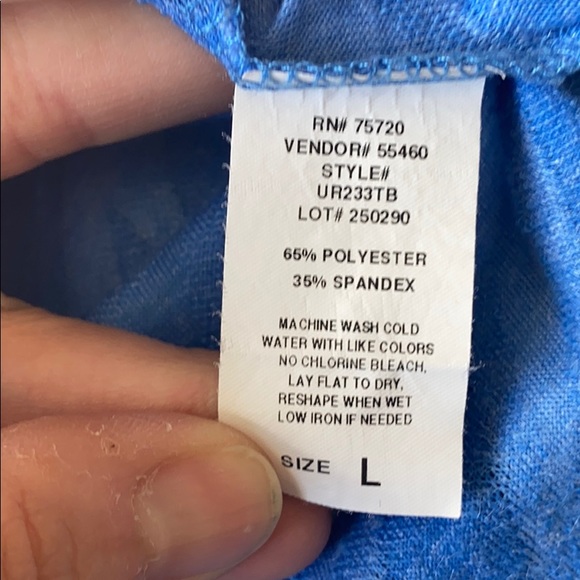 RN# 75720
VENDOR# 55460
STYLE#
UR233TB
LOT# 250290
65% POLYESTER
35% SPANDEX
MACHINE WASH COLD
WATER WITH LIKE COLORS
NO CHLORINE BLEACH,
LAY FLAT TO DRY,
RESHAPE WHEN WET
LOW IRON IF NEEDED
SIZE L